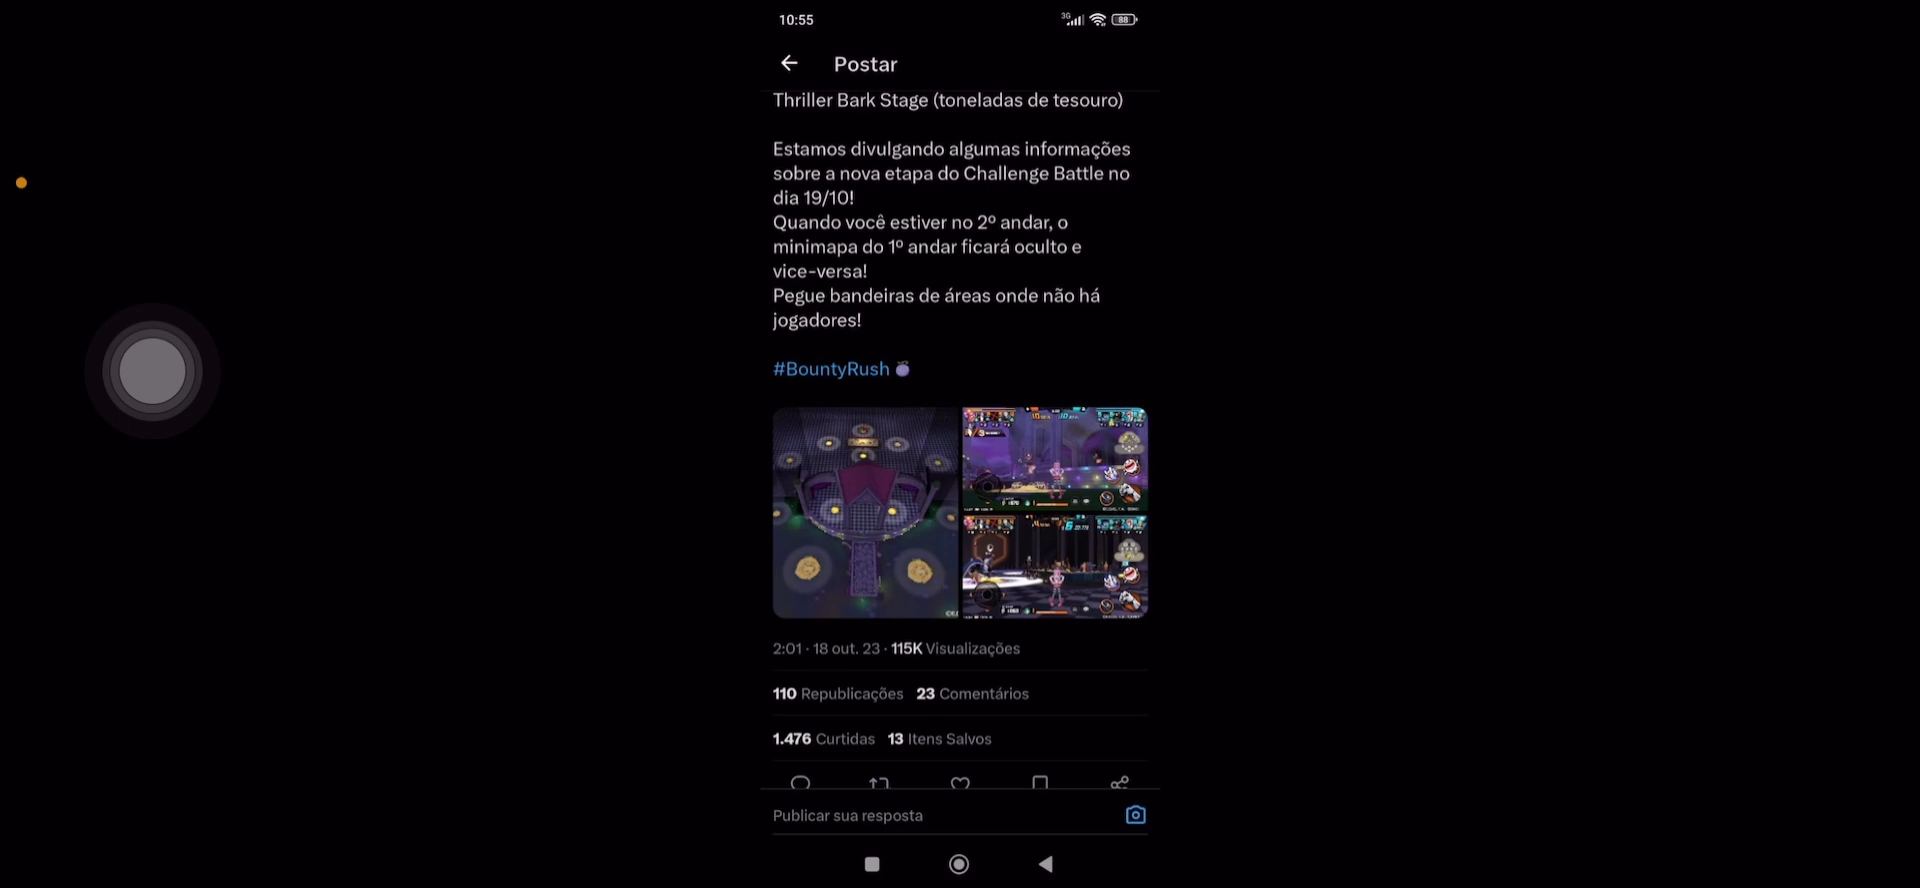 10:55
3G
88
Postar
Thriller Bark Stage (toneladas de tesouro)
Estamos divulgando algumas informações
sobre a nova etapa do Challenge Battle no
dia 19/10!
Quando você estiver no 2º andar, o
minimapa do 1º andar ficará oculto e
vice-versa!
Pegue bandeiras de áreas onde não há
jogadores!
#BountyRush
2:01 · 18 out. 23 · 115K Visualizações
110 Republicações 23 Comentários
1.476 Curtidas 13 Itens Salvos
Publicar sua resposta